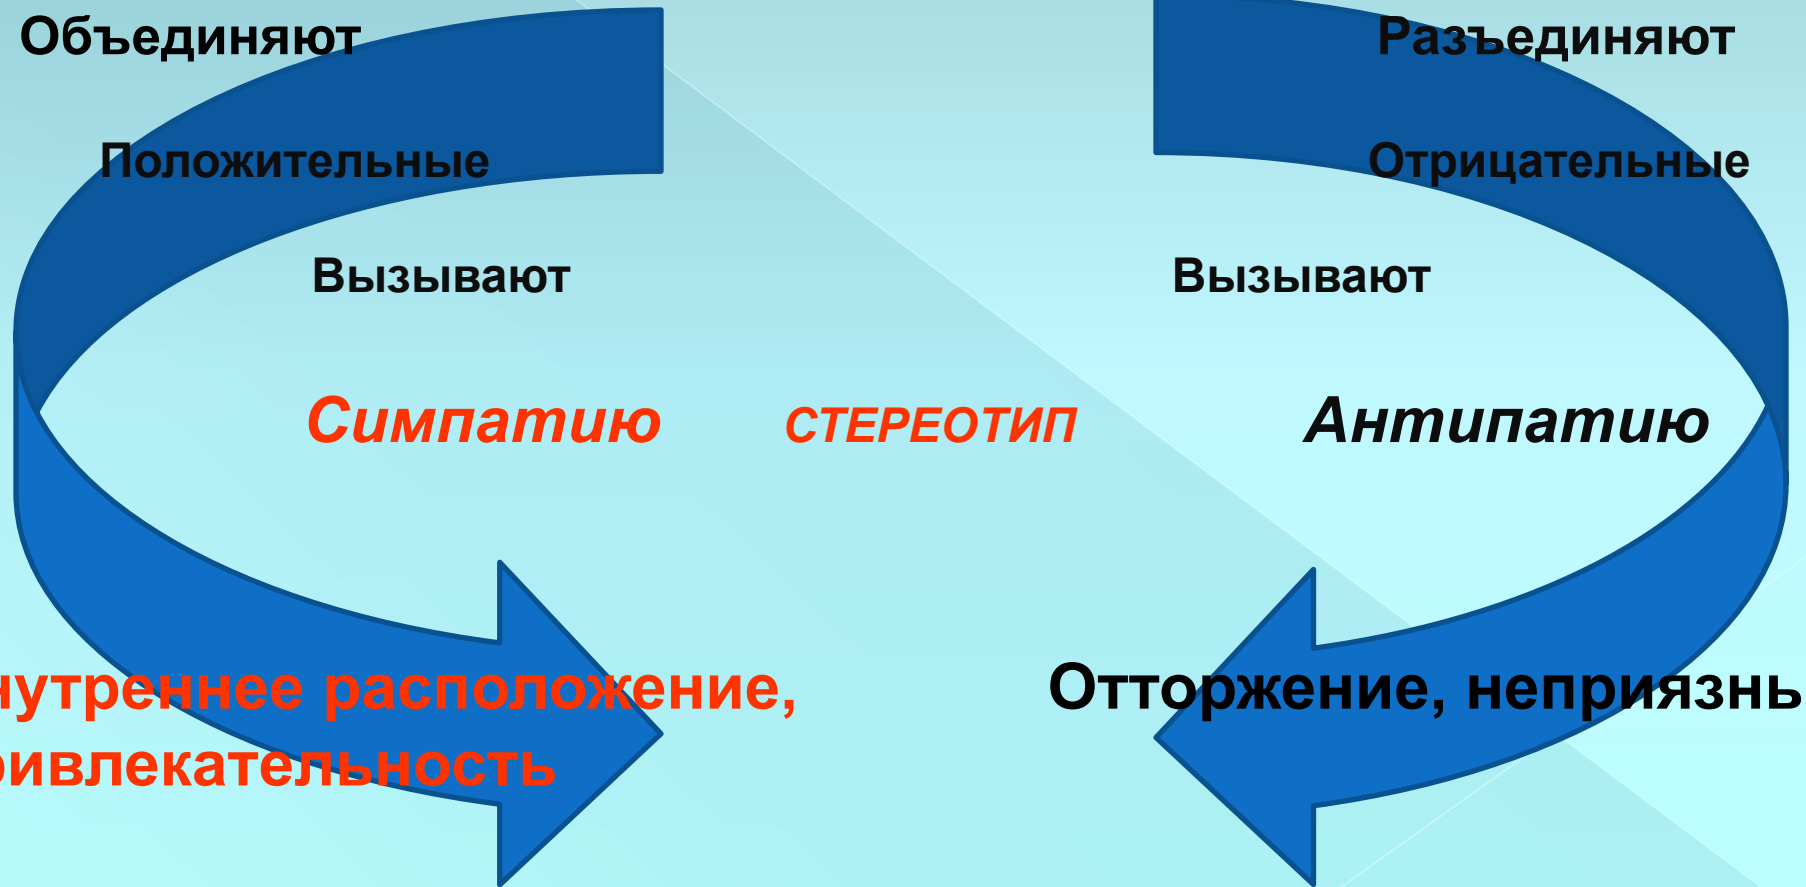 Объединяют
Разъединяют
Положительные
Отрицательные
Вызывают
Вызывают
Симпатию
СТЕРЕОТИП
Антипатию
нутреннее расположение,
ривлекательность
Отторжение, неприязнь